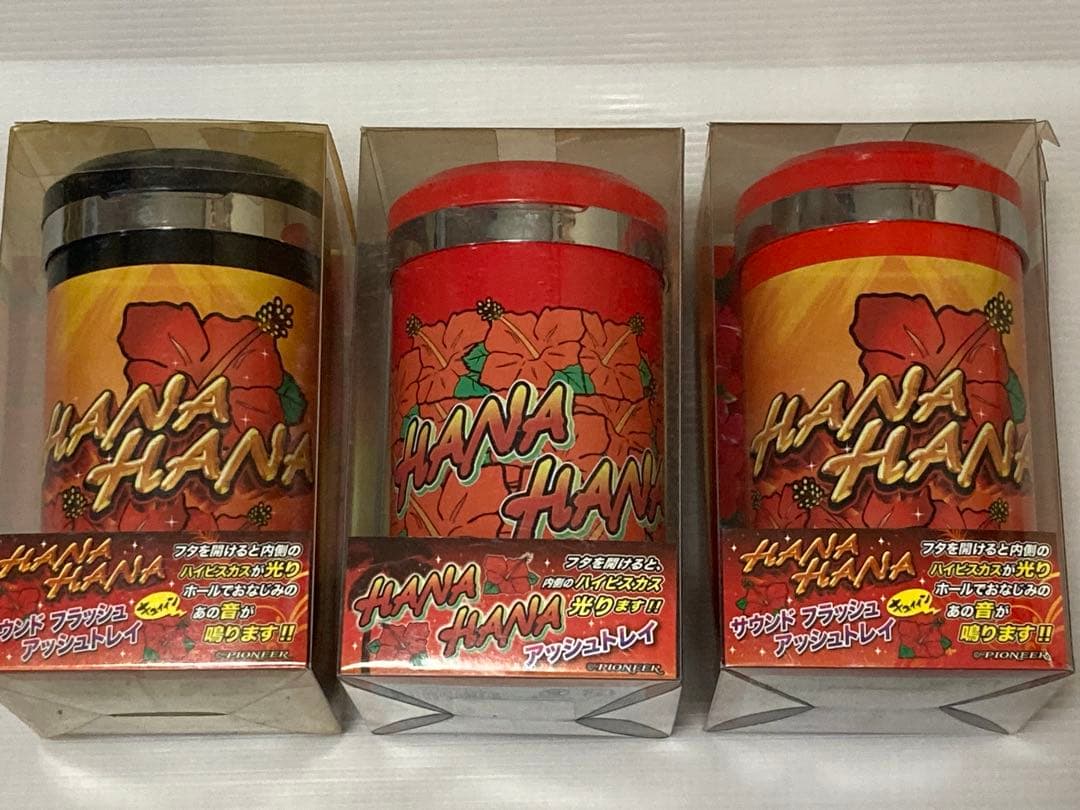 HANA
HANA
HANA
HANA
フタを開けると内側の
ハイビスカスが光り
ホールでおなじみの
あの音が
鳴ります!!
サウンド フラッシュ
アッシュトレイ
PIONEER
HANA
HANA
HANA
HANA
フタを開けると、
内側のハイビスカス
光ります!!
アッシュトレイ
PIONEER
HANA
HANA
HANA
HANA
フタを開けると内側の
ハイビスカスが光り
ホールでおなじみの
あの音が
鳴ります!!
サウンド フラッシュ
アッシュトレイ
PIONEER